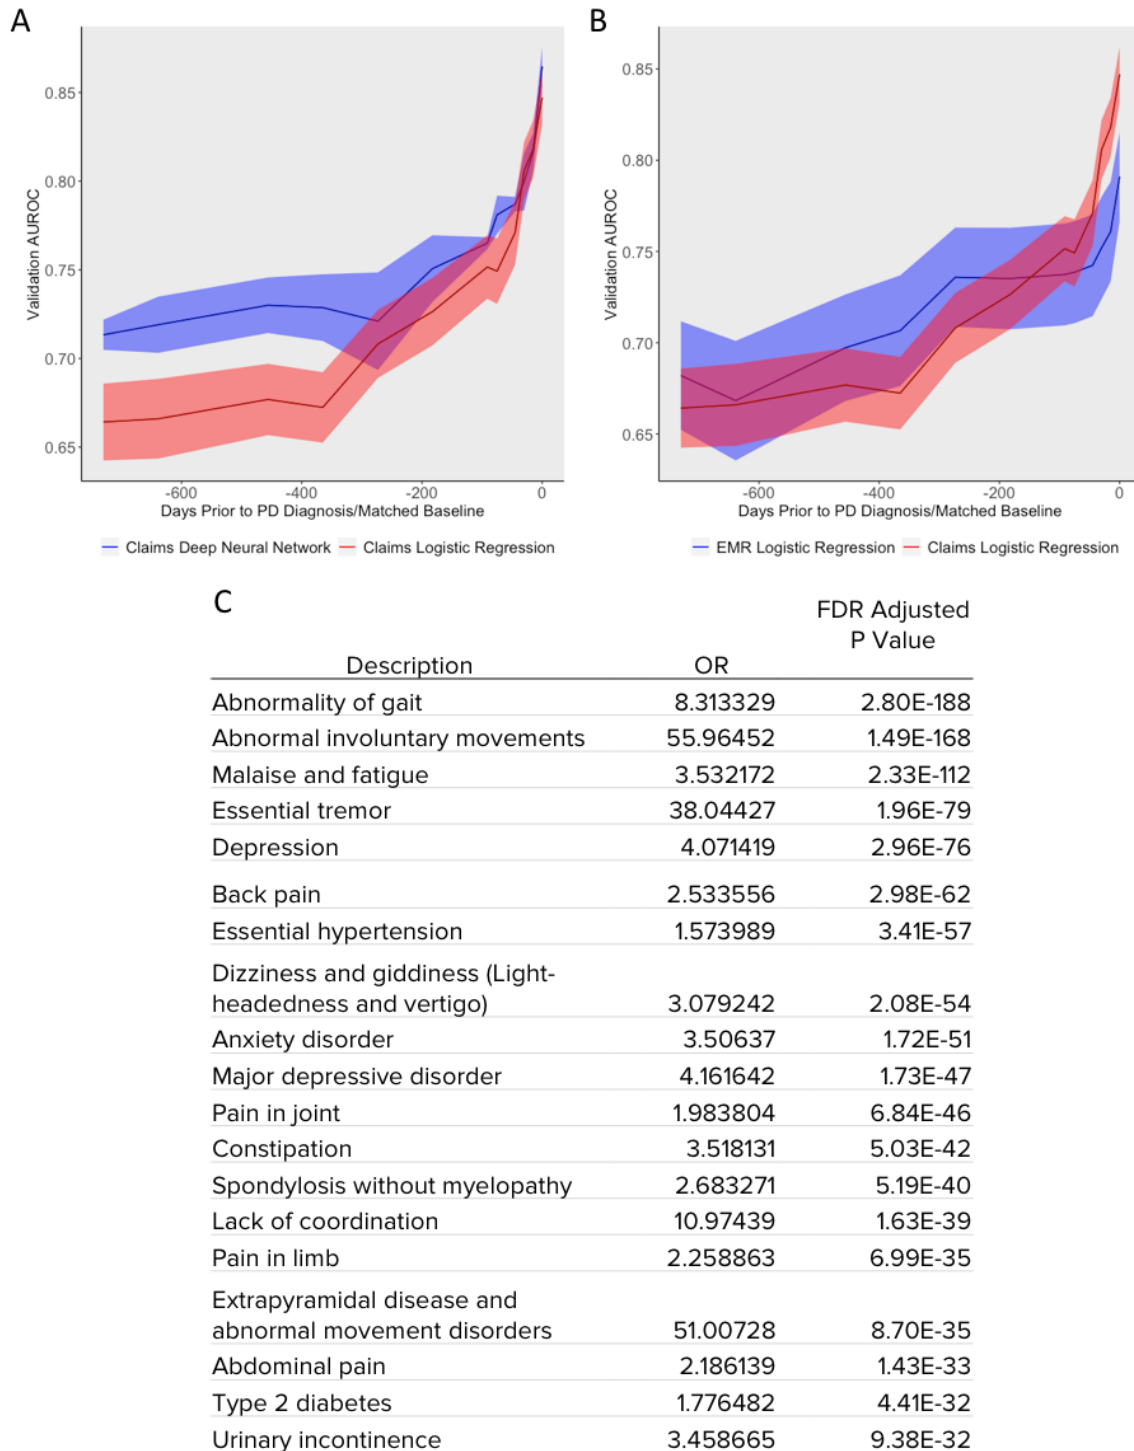 A
0.85
0.80
0.75
0.70
0.65
Validation AUROC
-600
-400
-200
0
Days Prior to PD Diagnosis/Matched Baseline
Claims Deep Neural Network
Claims Logistic Regression
B
0.85
0.80
0.75
0.70
0.65
Validation AUROC
-600
-400
-200
0
Days Prior to PD Diagnosis/Matched Baseline
EMR Logistic Regression
Claims Logistic Regression
C
FDR Adjusted
P Value
Description OR
Abnormality of gait 8.313329 2.80E-188
Abnormal involuntary movements 55.96452 1.49E-168
Malaise and fatigue 3.532172 2.33E-112
Essential tremor 38.04427 1.96E-79
Depression 4.071419 2.96E-76
Back pain 2.533556 2.98E-62
Essential hypertension 1.573989 3.41E-57
Dizziness and giddiness (Light-
headedness and vertigo) 3.079242 2.08E-54
Anxiety disorder 3.50637 1.72E-51
Major depressive disorder 4.161642 1.73E-47
Pain in joint 1.983804 6.84E-46
Constipation 3.518131 5.03E-42
Spondylosis without myelopathy 2.683271 5.19E-40
Lack of coordination 10.97439 1.63E-39
Pain in limb 2.258863 6.99E-35
Extrapyramidal disease and
abnormal movement disorders 51.00728 8.70E-35
Abdominal pain 2.186139 1.43E-33
Type 2 diabetes 1.776482 4.41E-32
Urinary incontinence 3.458665 9.38E-32